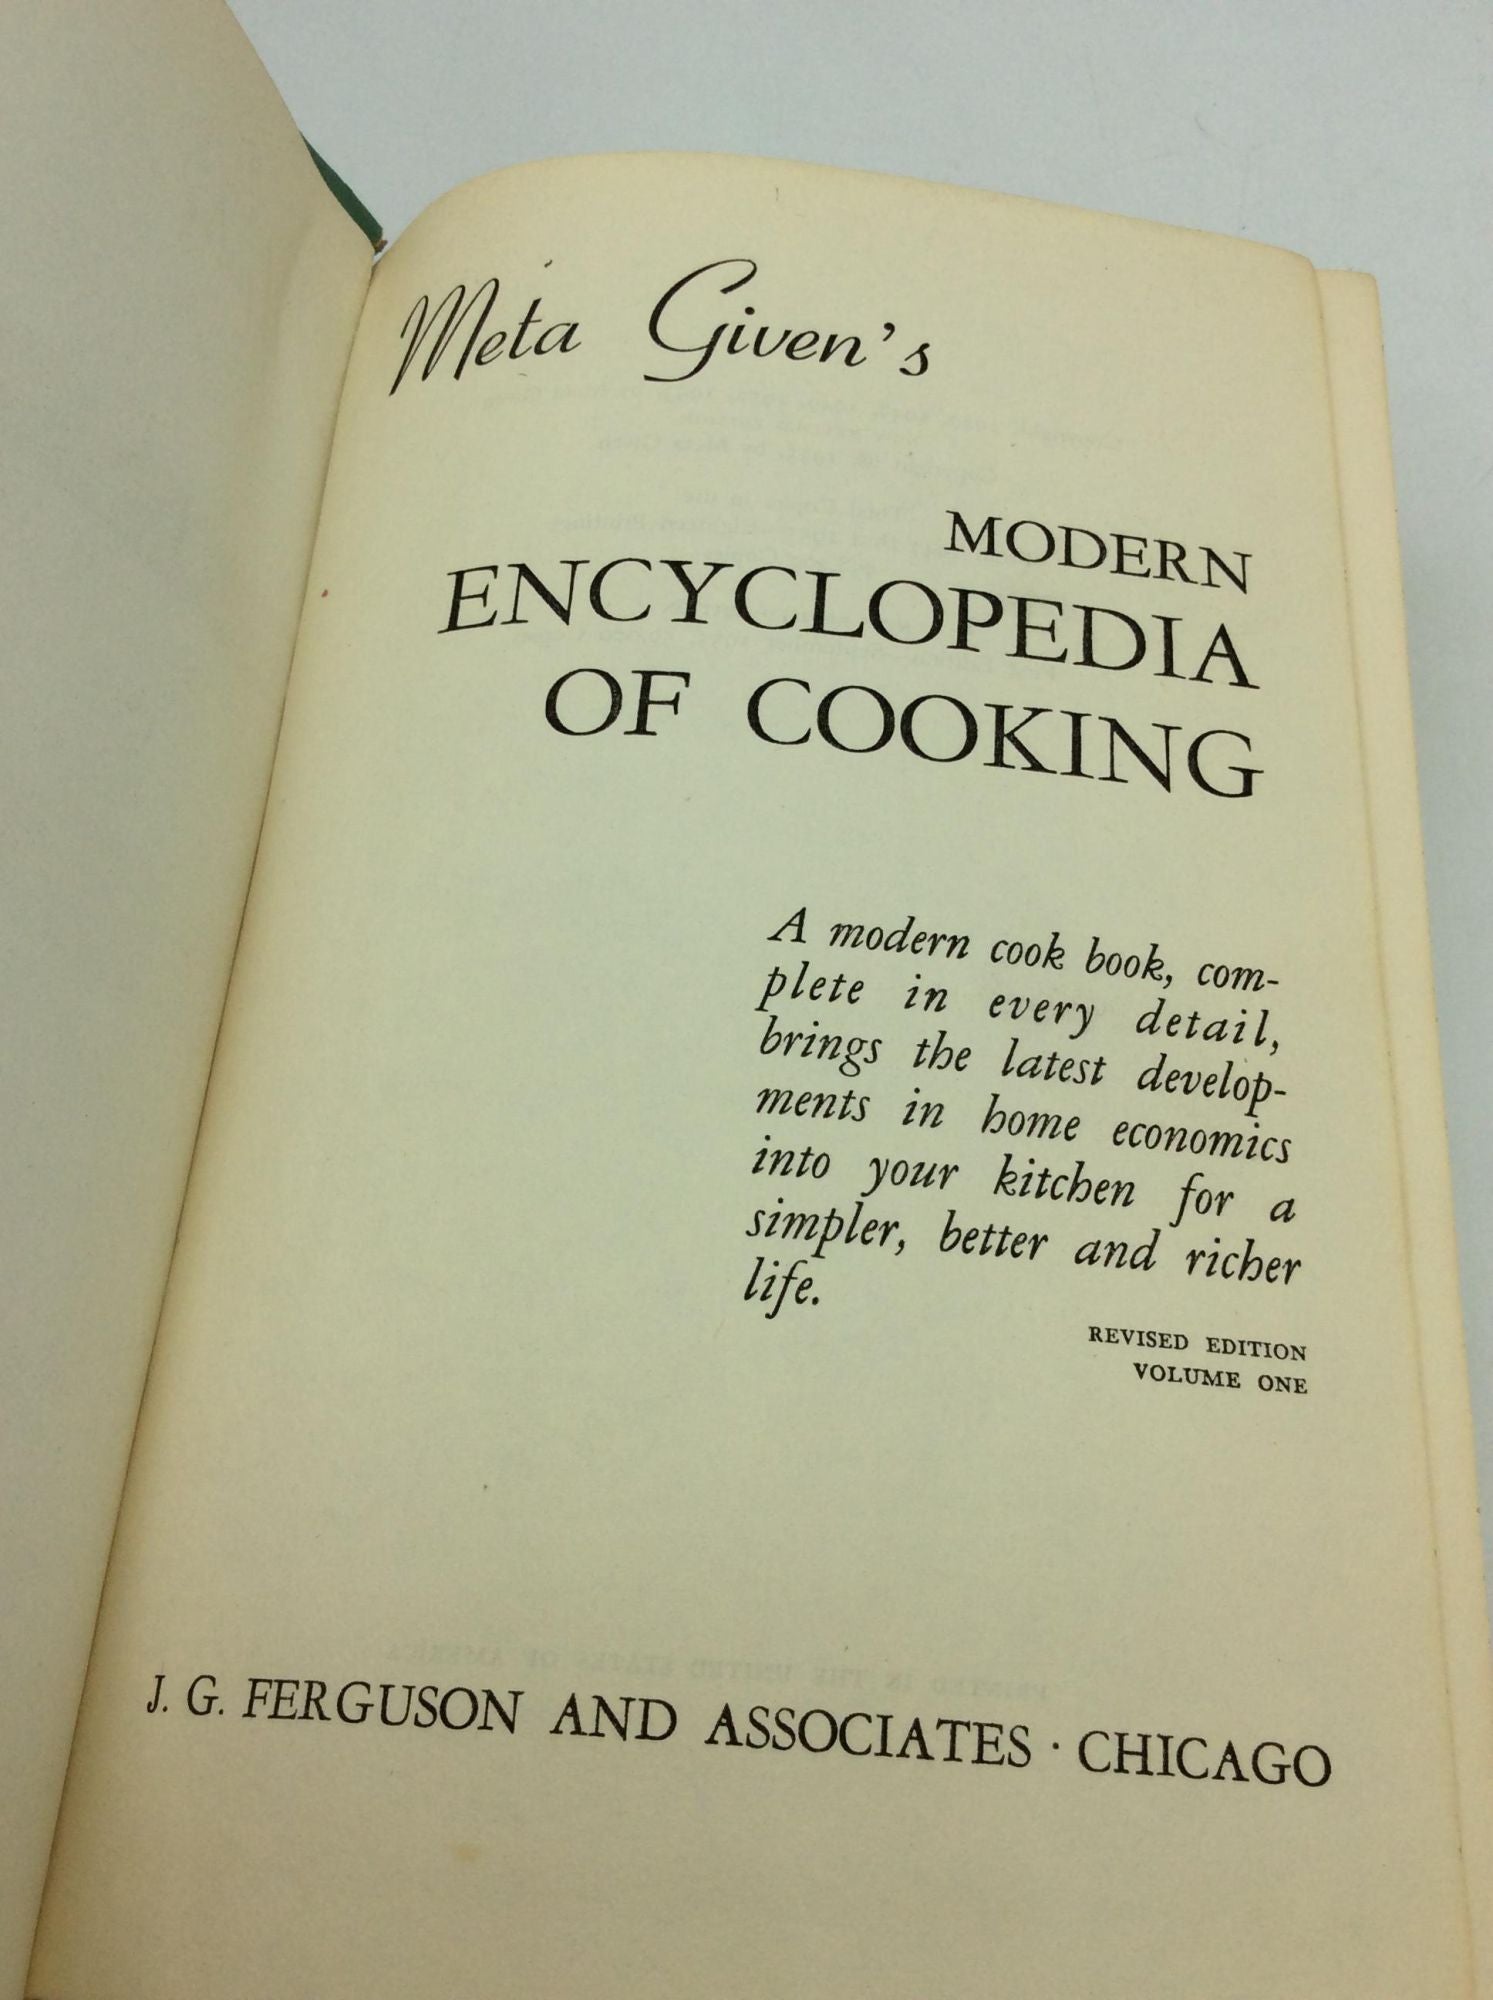 Meta Given's
MODERN
ENCYCLOPEDIA
OF COOKING
A modern cook book, com-
plete in every detail,
brings the latest develop-
ments in home economics
into your kitchen for a
simpler, better and richer
life.
REVISED EDITION
VOLUME ONE
J. G. FERGUSON AND ASSOCIATES · CHICAGO